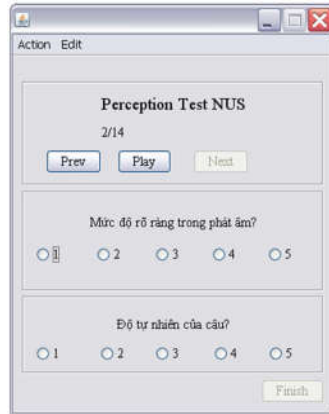 Action Edit
Perception Test NUS
2/14
Prev Play Next
Mức độ rõ ràng trong phát âm?
1 2 3 4 5
Độ tự nhiên của câu?
1 2 3 4 5
Finish